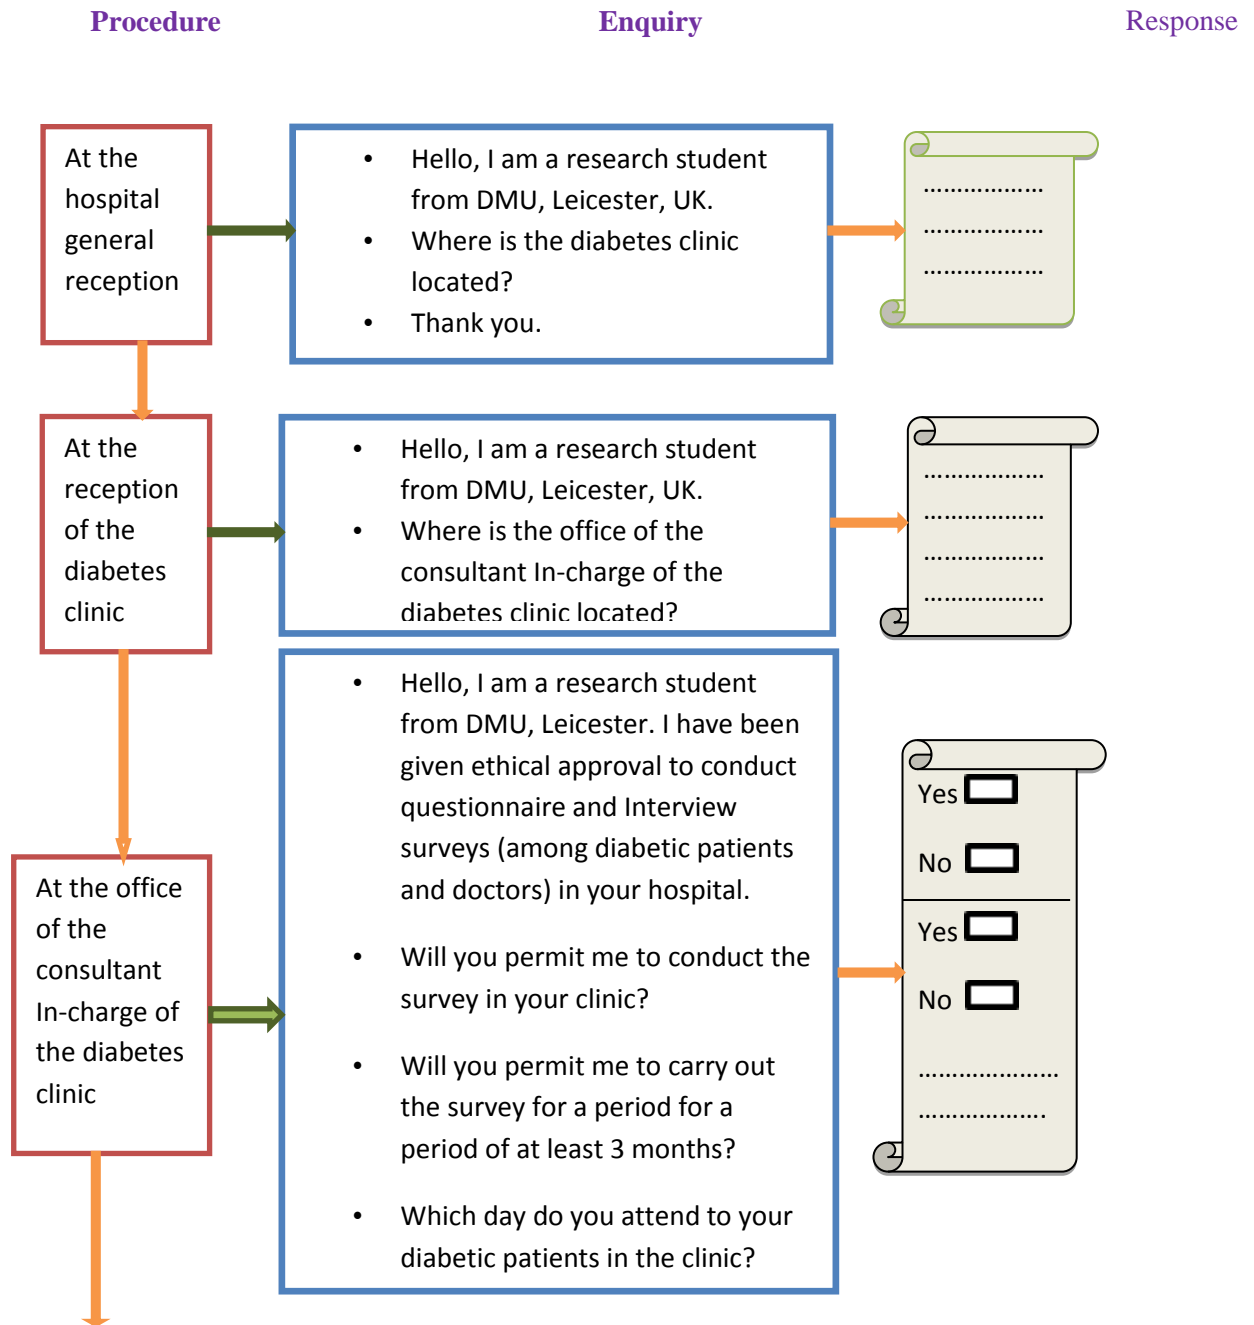 Procedure Enquiry Response
At the
hospital
general
reception
• Hello, I am a research student
from DMU, Leicester, UK.
• Where is the diabetes clinic
located?
• Thank you.
………………
………………
………………
At the
reception
of the
diabetes
clinic
• Hello, I am a research student
from DMU, Leicester, UK.
• Where is the office of the
consultant In-charge of the
diabetes clinic located?
………………
………………
………………
………………
At the office
of the
consultant
In-charge of
the diabetes
clinic
• Hello, I am a research student
from DMU, Leicester. I have been
given ethical approval to conduct
questionnaire and Interview
surveys (among diabetic patients
and doctors) in your hospital.
• Will you permit me to conduct the
survey in your clinic?
• Will you permit me to carry out
the survey for a period for a
period of at least 3 months?
• Which day do you attend to your
diabetic patients in the clinic?
Yes
No
Yes
No
…………………
……………….